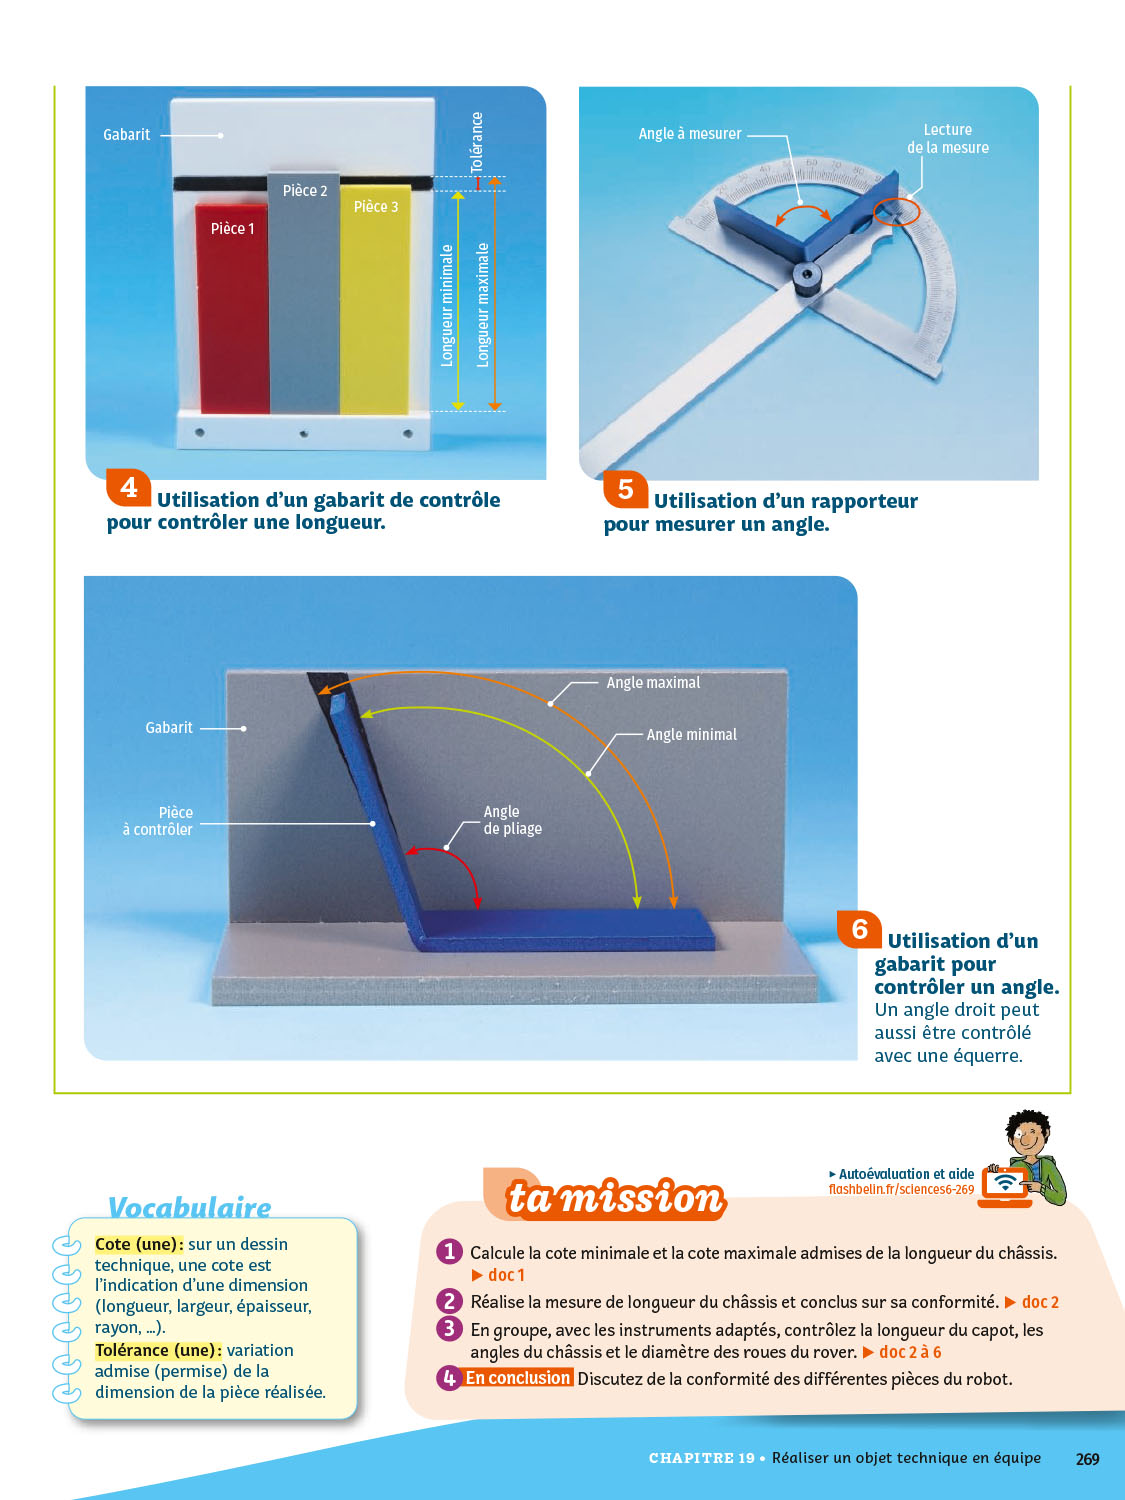 Gabarit
Tolérance
Pièce 1
Pièce 2
Pièce 3
Longueur minimale
Longueur maximale
4 Utilisation d'un gabarit de contrôle
pour contrôler une longueur.
Angle à mesurer
Lecture
de la mesure
5 Utilisation d'un rapporteur
pour mesurer un angle.
Gabarit
Pièce
à contrôler
Angle
de pliage
Angle maximal
Angle minimal
6 Utilisation d'un
gabarit pour
contrôler un angle.
Un angle droit peut
aussi être contrôlé
avec une équerre.
Vocabulaire
Cote (une) : sur un dessin
technique, une cote est
l'indication d'une dimension
(longueur, largeur, épaisseur,
rayon, ...).
Tolérance (une) : variation
admise (permise) de la
dimension de la pièce réalisée.
ta mission
▸ Autoévaluation et aide
flashbelin.fr/sciences6-269
1 Calcule la cote minimale et la cote maximale admises de la longueur du châssis.
▶ doc 1
2 Réalise la mesure de longueur du châssis et conclus sur sa conformité. ▶ doc 2
3 En groupe, avec les instruments adaptés, contrôlez la longueur du capot, les
angles du châssis et le diamètre des roues du rover. ▶ doc 2 à 6
4 En conclusion Discutez de la conformité des différentes pièces du robot.
CHAPITRE 19 • Réaliser un objet technique en équipe 269